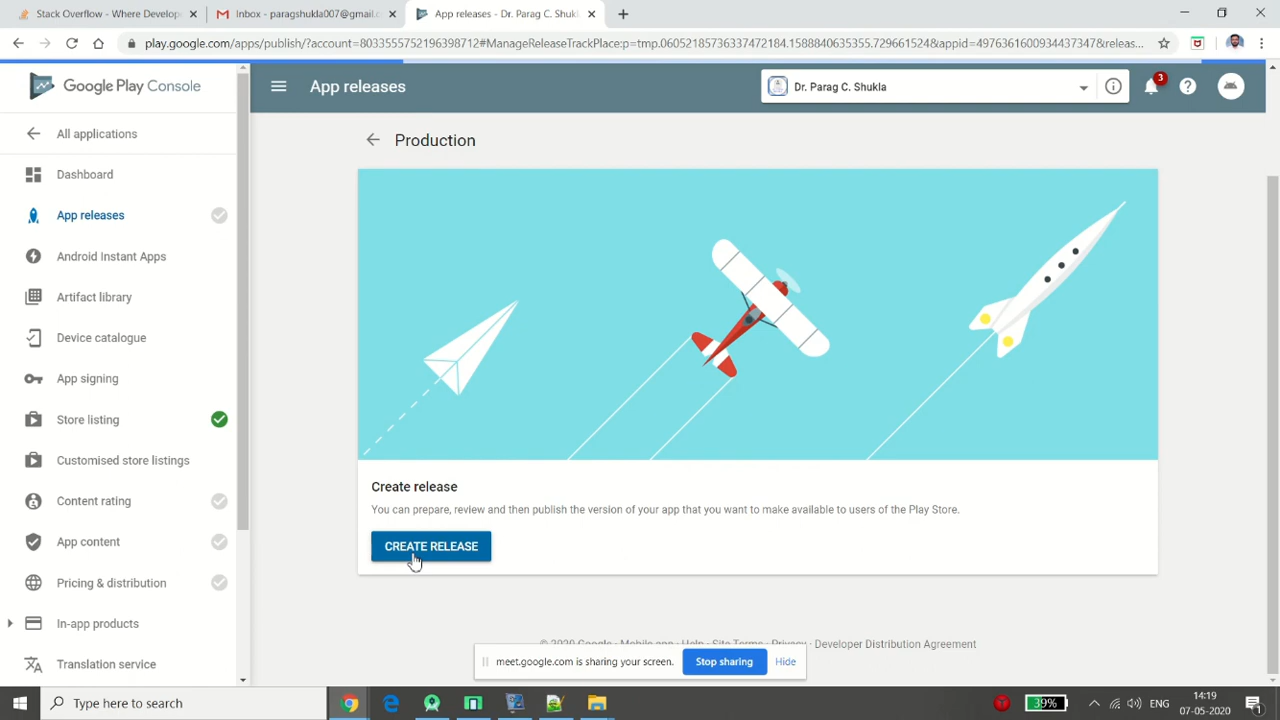 Stack Overflow - Where Develop
Inbox - paragshukla007@gmail.c
App releases - Dr. Parag C. Shukl
play.google.com/apps/publish/?account=8033555752196398712#ManageReleaseTrackPlace:p=tmp.06052185736337472184.1588840635355.729661524&appid=4976361600934437347&releas...
Google Play Console
App releases
Dr. Parag C. Shukla
3
All applications
Production
Dashboard
App releases
Android Instant Apps
Artifact library
Device catalogue
App signing
Store listing
Customised store listings
Content rating
App content
Pricing & distribution
In-app products
Translation service
Create release
You can prepare, review and then publish the version of your app that you want to make available to users of the Play Store.
CREATE RELEASE
© 2020 Google · Mobile app · Help · Site Terms · Privacy · Developer Distribution Agreement
meet.google.com is sharing your screen.
Stop sharing
Hide
Type here to search
39%
ENG
14:19
07-05-2020
1